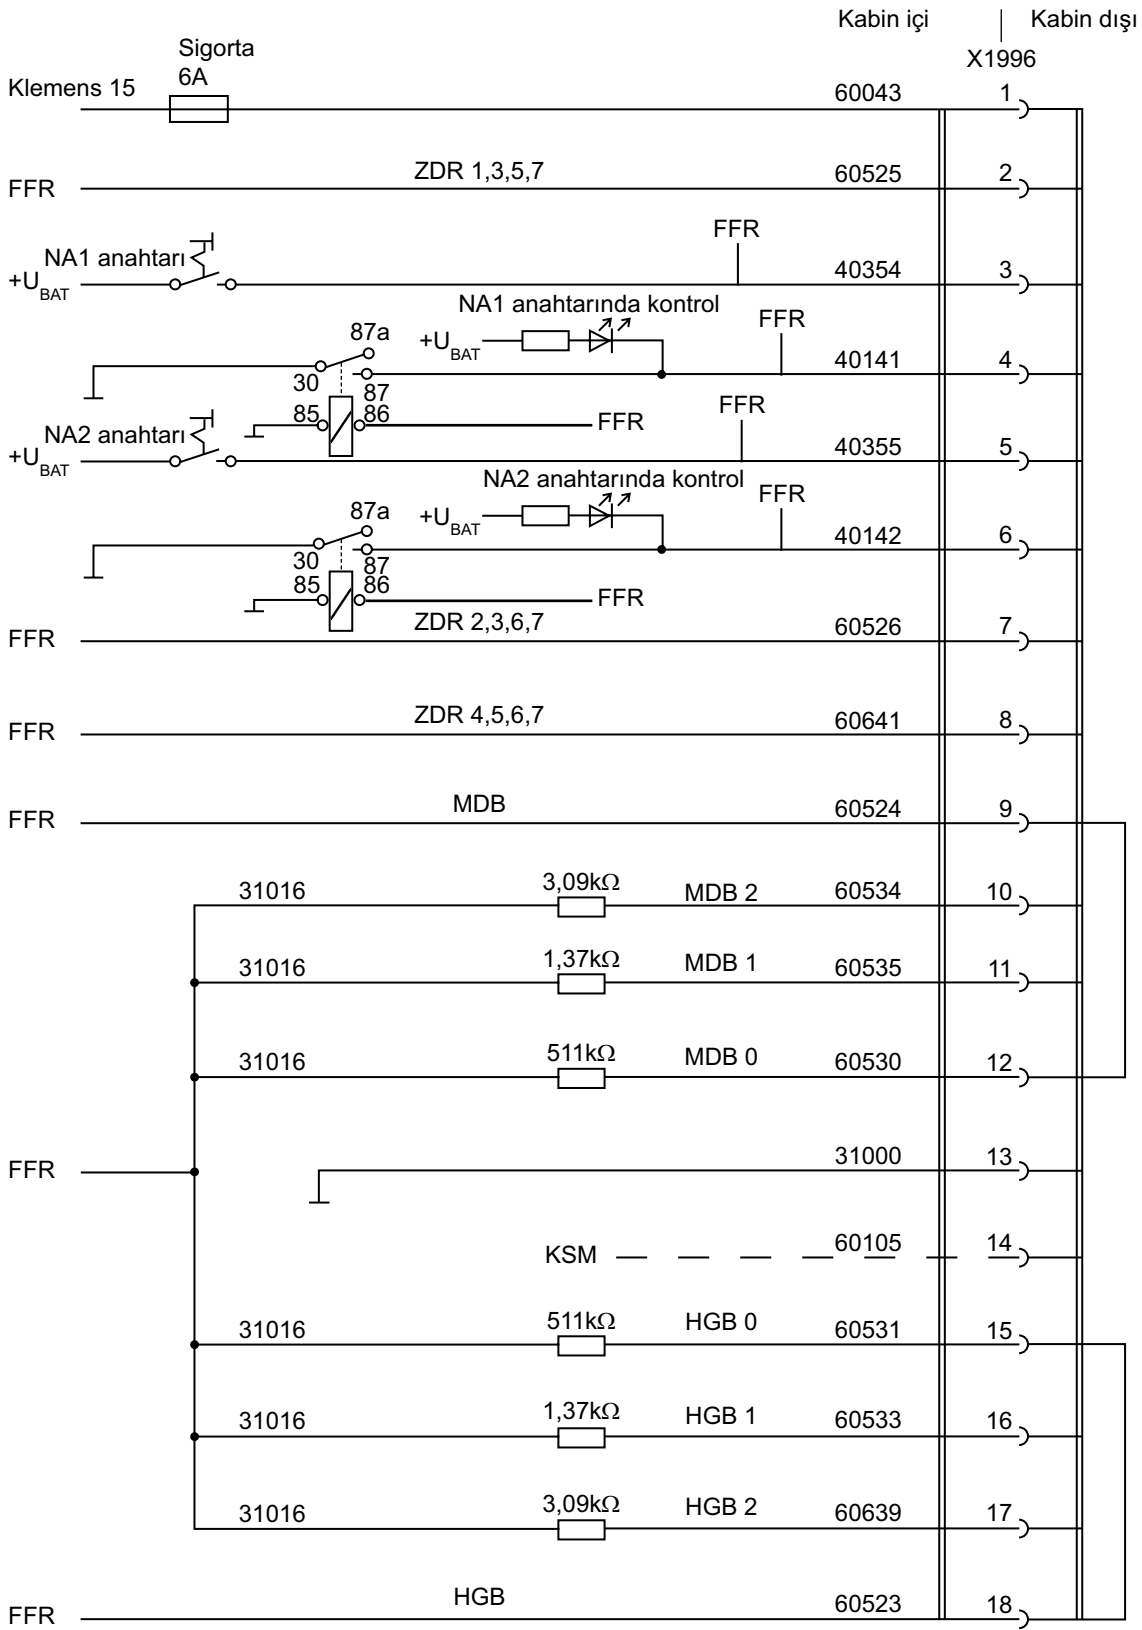 Kabin içi
Kabin dışı
X1996
Sigorta
6A
Klemens 15
60043
1
FFR
ZDR 1,3,5,7
60525
2
NA1 anahtarı
+UBAT
FFR
40354
3
NA1 anahtarında kontrol
+UBAT
FFR
87a
30
87
40141
4
85
86
FFR
NA2 anahtarı
+UBAT
FFR
40355
5
NA2 anahtarında kontrol
+UBAT
FFR
87a
30
87
40142
6
85
86
FFR
FFR
ZDR 2,3,6,7
60526
7
FFR
ZDR 4,5,6,7
60641
8
FFR
MDB
60524
9
31016
3,09kΩ
MDB 2
60534
10
31016
1,37kΩ
MDB 1
60535
11
31016
511kΩ
MDB 0
60530
12
FFR
31000
13
KSM
60105
14
31016
511kΩ
HGB 0
60531
15
31016
1,37kΩ
HGB 1
60533
16
31016
3,09kΩ
HGB 2
60639
17
FFR
HGB
60523
18